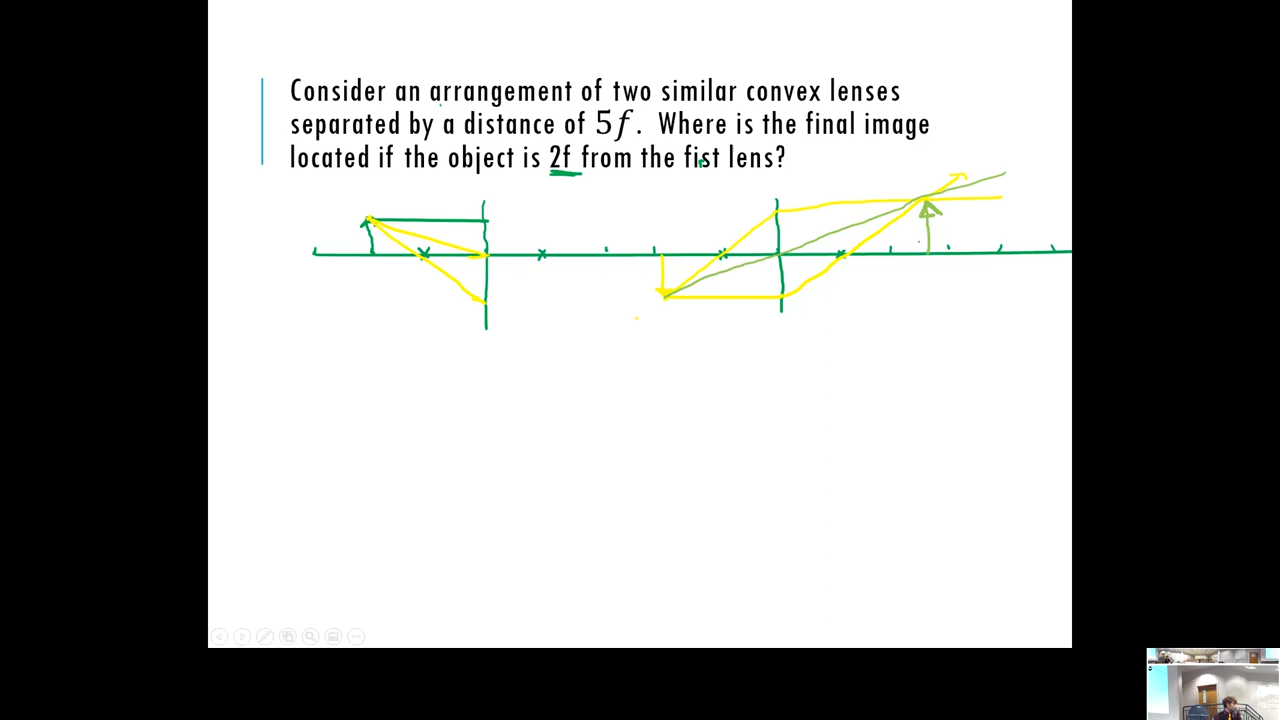 Consider an arrangement of two similar convex lenses
separated by a distance of 5f. Where is the final image
located if the object is 2f from the fist lens?